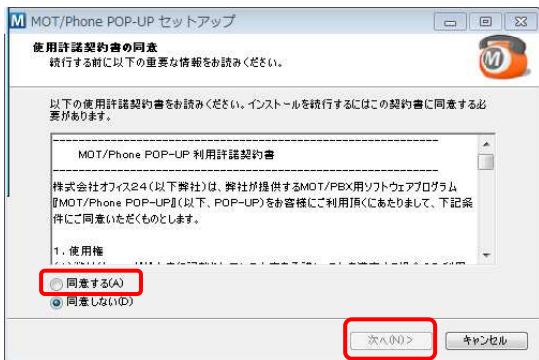 MOT/Phone POP-UP セットアップ
使用許諾契約書の同意
続行する前に以下の重要な情報をお読みください。
以下の使用許諾契約書をお読みください。インストールを続行するにはこの契約書に同意する必
要があります。
MOT/Phone POP-UP 利用許諾契約書
株式会社オフィス24(以下弊社)は、弊社が提供するMOT/PBX用ソフトウェアプログラム
『MOT/Phone POP-UP』(以下、POP-UP)をお客様にご利用頂くにあたりまして、下記条
件にご同意いただくものとします。
1.使用権
同意する(A)
同意しない(D)
次へ(N) >
キャンセル